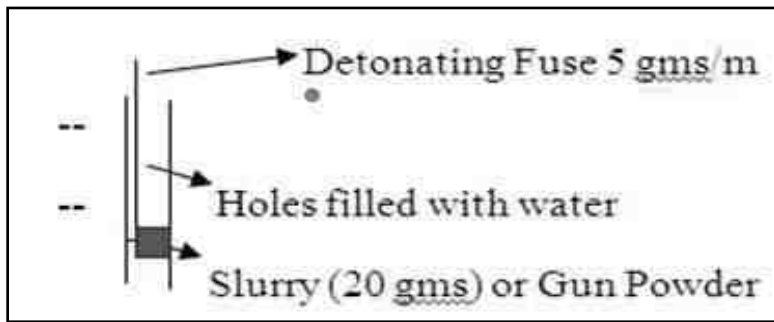 Detonating Fuse 5 gms/m
--
Holes filled with water
--
Slurry (20 gms) or Gun Powder